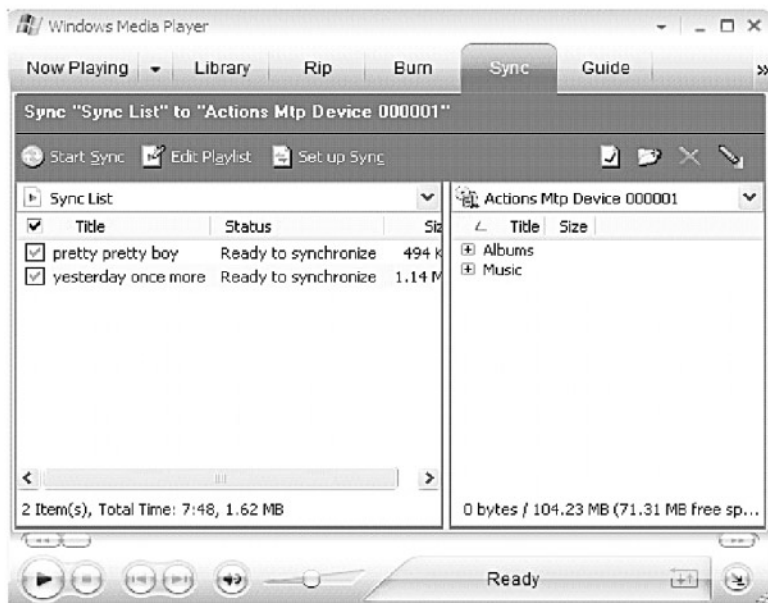 Windows Media Player
Now Playing Library Rip Burn Sync Guide »
Sync "Sync List" to "Actions Mtp Device 000001"
Start Sync Edit Playlist Set up Sync
Sync List
Actions Mtp Device 000001
Title Status Siz
Title Size
pretty pretty boy Ready to synchronize 494 K
Albums
yesterday once more Ready to synchronize 1.14 M
Music
2 Item(s), Total Time: 7:48, 1.62 MB
0 bytes / 104.23 MB (71.31 MB free sp...
Ready